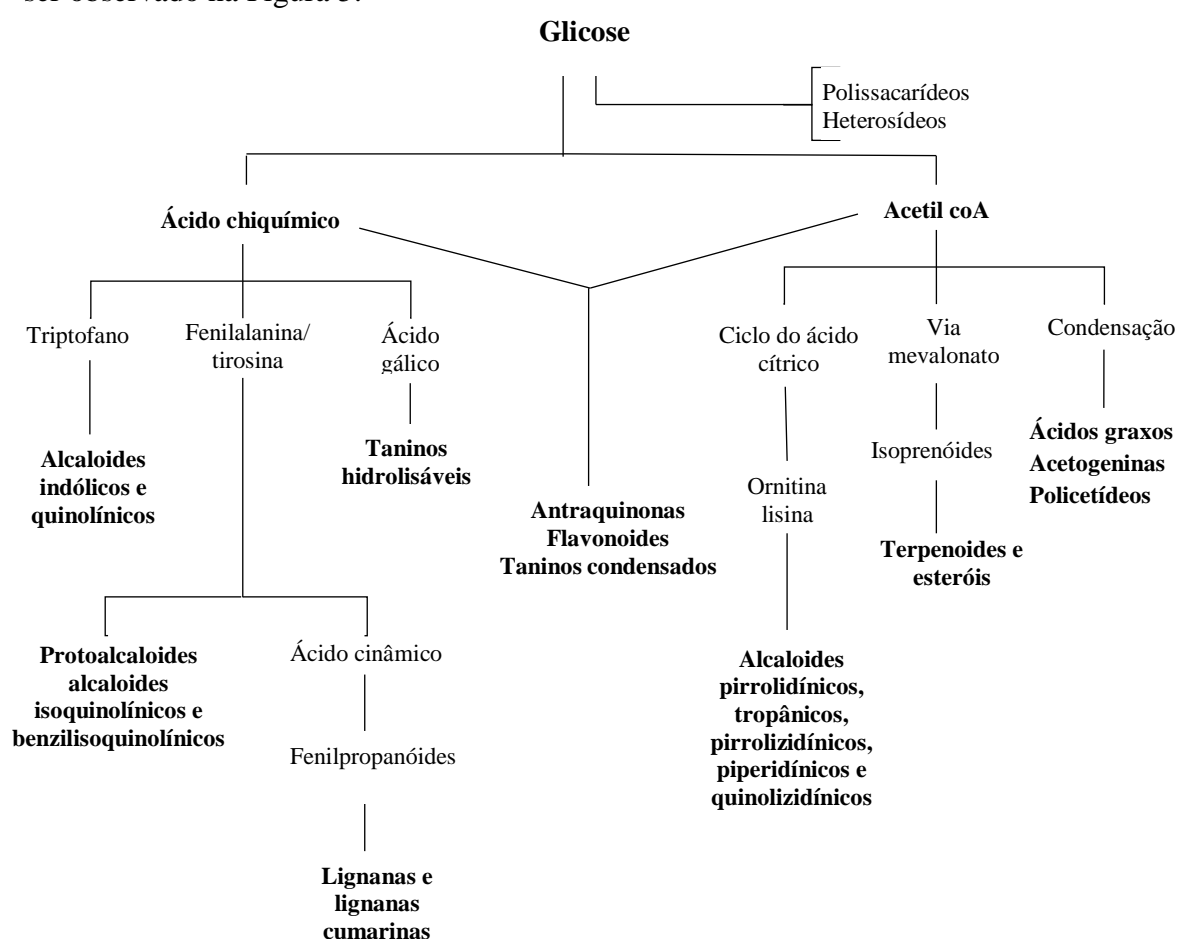 ser observado na Figura 5.
Glicose
Polissacarídeos
Heterosídeos
Ácido chiquímico
Acetil coA
Triptofano
Fenilalanina/
tirosina
Ácido
gálico
Ciclo do ácido
cítrico
Via
mevalonato
Condensação
Alcaloides
indólicos e
quinolínicos
Taninos
hidrolisáveis
Antraquinonas
Flavonoides
Taninos condensados
Ornitina
lisina
Isoprenóides
Ácidos graxos
Acetogeninas
Policetídeos
Terpenoides e
esteróis
Protoalcaloides
alcaloides
isoquinolínicos e
benzilisoquinolínicos
Ácido cinâmico
Fenilpropanóides
Lignanas e
lignanas
cumarinas
Alcaloides
pirrolidínicos,
tropânicos,
pirrolizidínicos,
piperidínicos e
quinolizidínicos